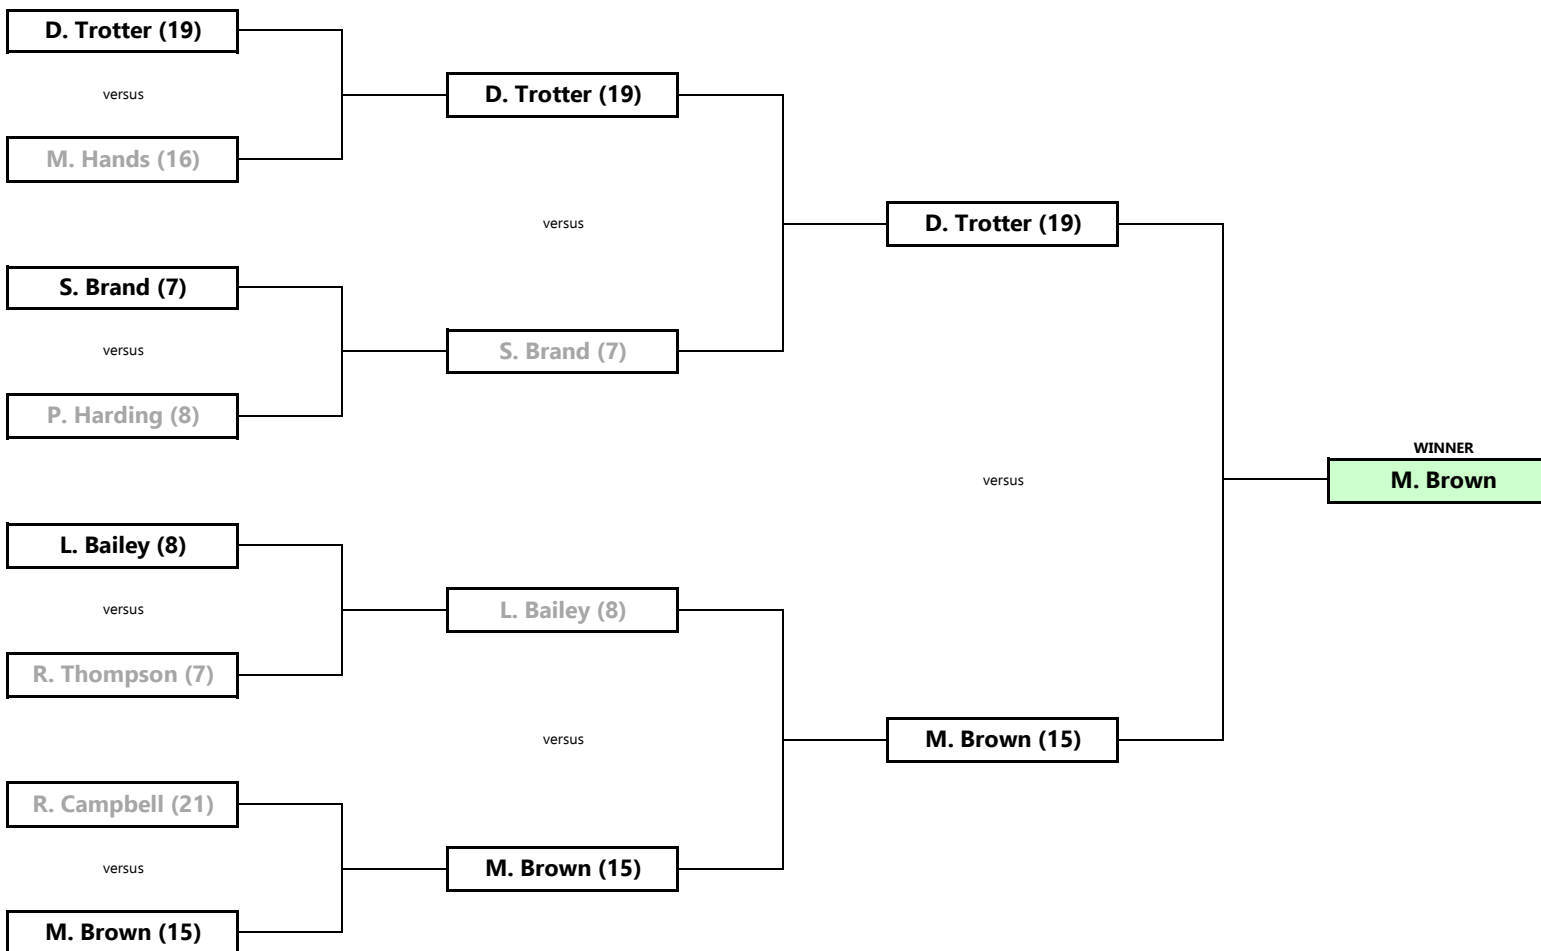 D. Trotter (19)
versus
M. Hands (16)
S. Brand (7)
versus
P. Harding (8)
L. Bailey (8)
versus
R. Thompson (7)
R. Campbell (21)
versus
M. Brown (15)
D. Trotter (19)
versus
S. Brand (7)
L. Bailey (8)
versus
M. Brown (15)
D. Trotter (19)
versus
M. Brown (15)
WINNER
M. Brown